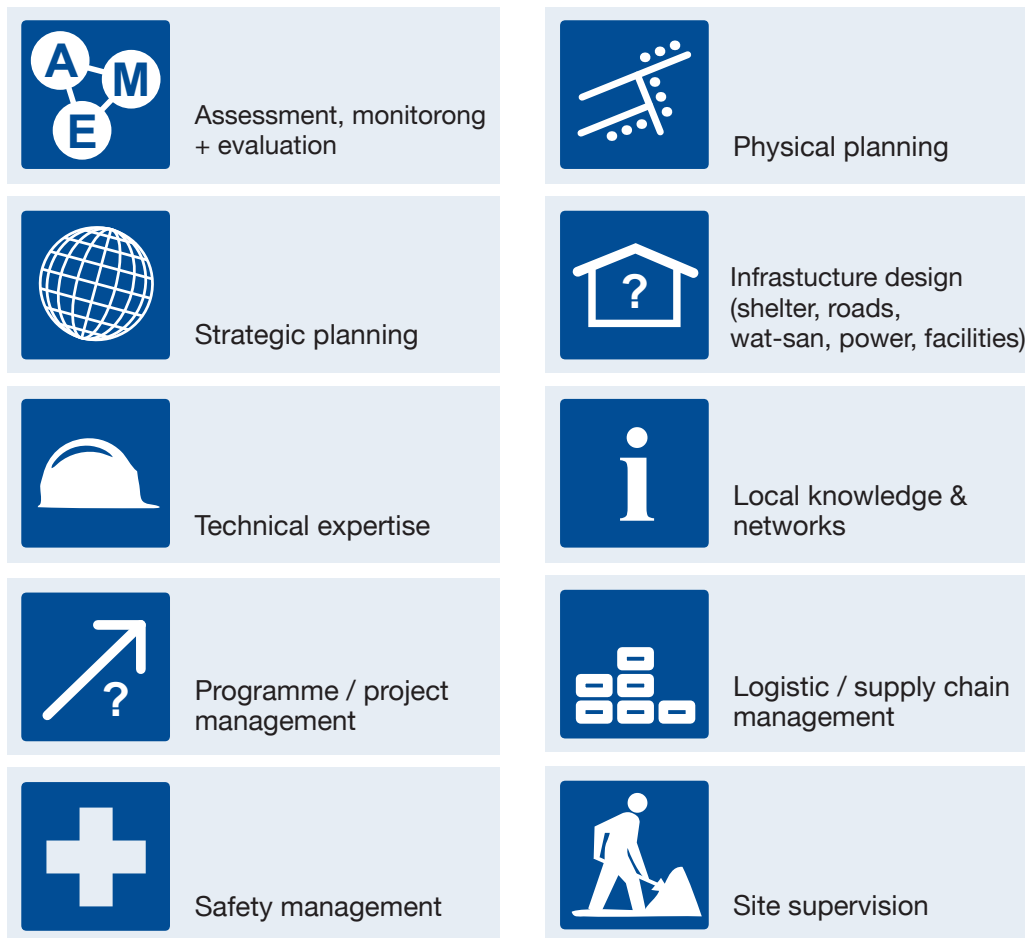 A
M
E
Assessment, monitorong
+ evaluation
Physical planning
Strategic planning
?
Infrastucture design
(shelter, roads,
wat-san, power, facilities)
Technical expertise
i
Local knowledge &
networks
?
Programme / project
management
Logistic / supply chain
management
Safety management
Site supervision